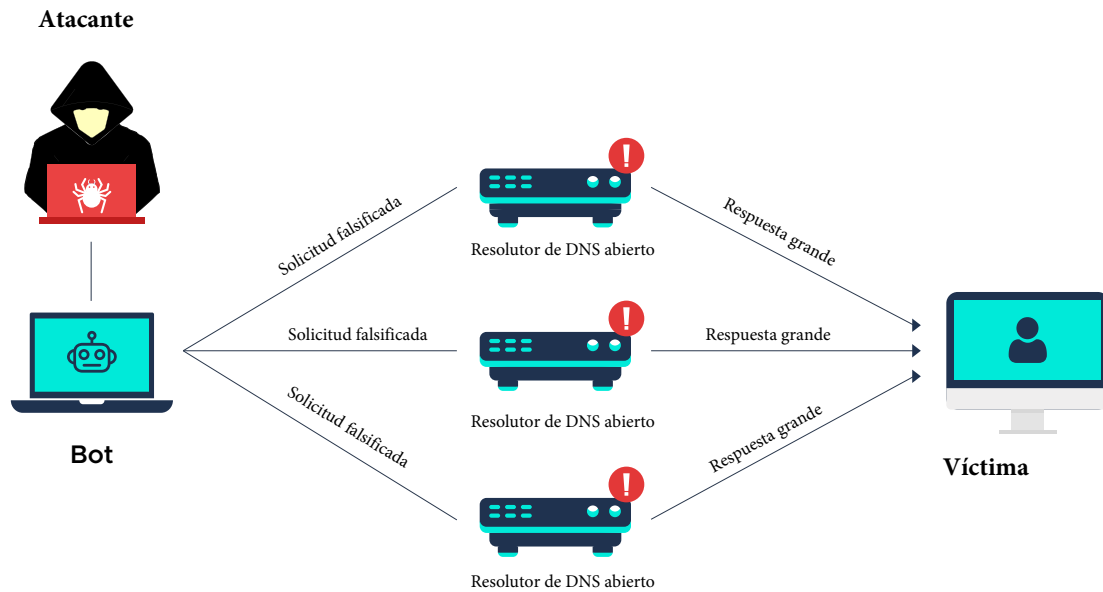 Atacante
Solicitud falsificada
Respuesta grande
Resolutor de DNS abierto
Solicitud falsificada
Respuesta grande
Resolutor de DNS abierto
Bot
Solicitud falsificada
Respuesta grande
Víctima
Resolutor de DNS abierto